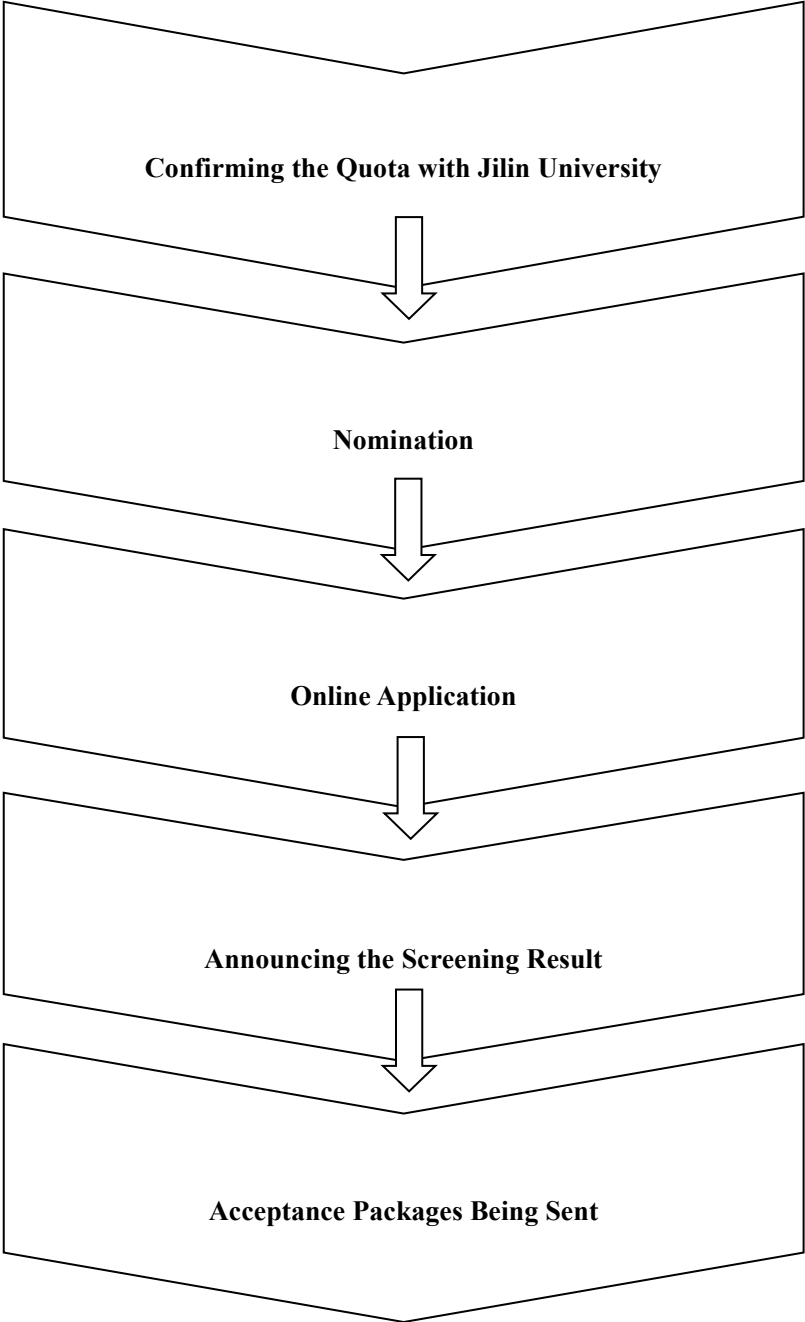 Confirming the Quota with Jilin University
Nomination
Online Application
Announcing the Screening Result
Acceptance Packages Being Sent